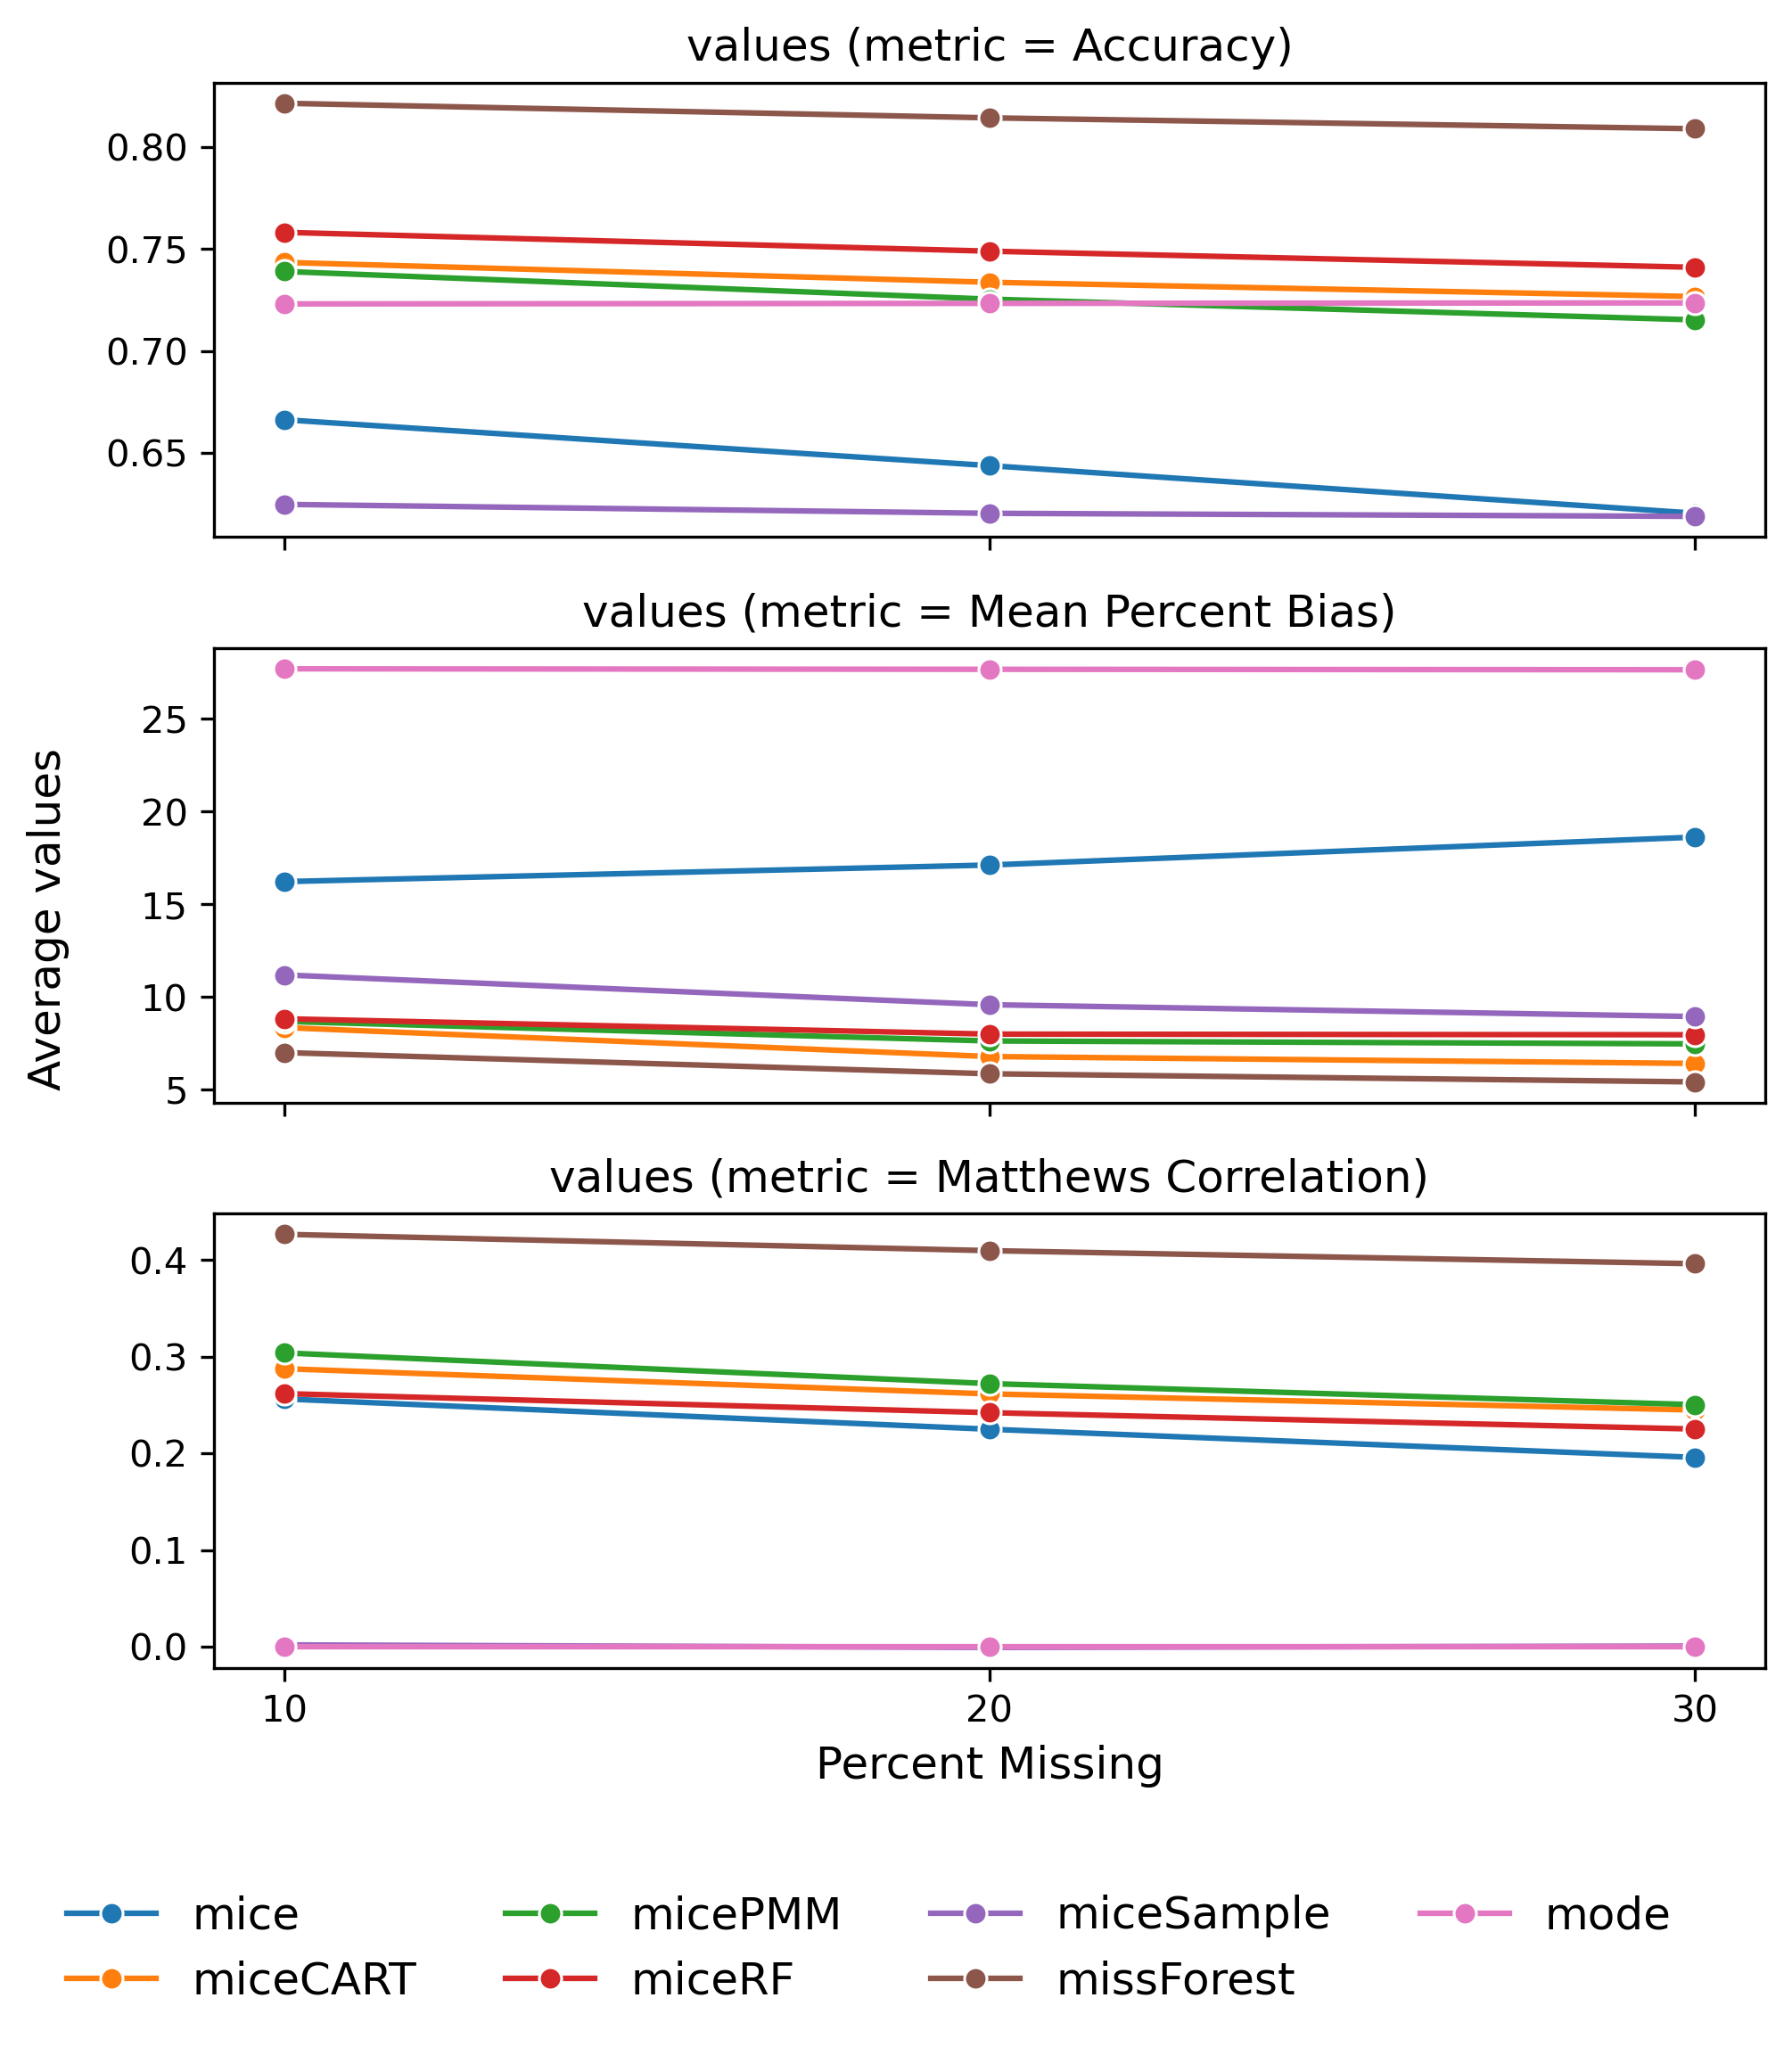 values (metric = Accuracy)
0.80
0.75
0.70
0.65
values (metric = Mean Percent Bias)
25
20
15
10
5
Average values
values (metric = Matthews Correlation)
0.4
0.3
0.2
0.1
0.0
10 20 30
Percent Missing
mice micePMM miceSample mode
miceCART miceRF missForest